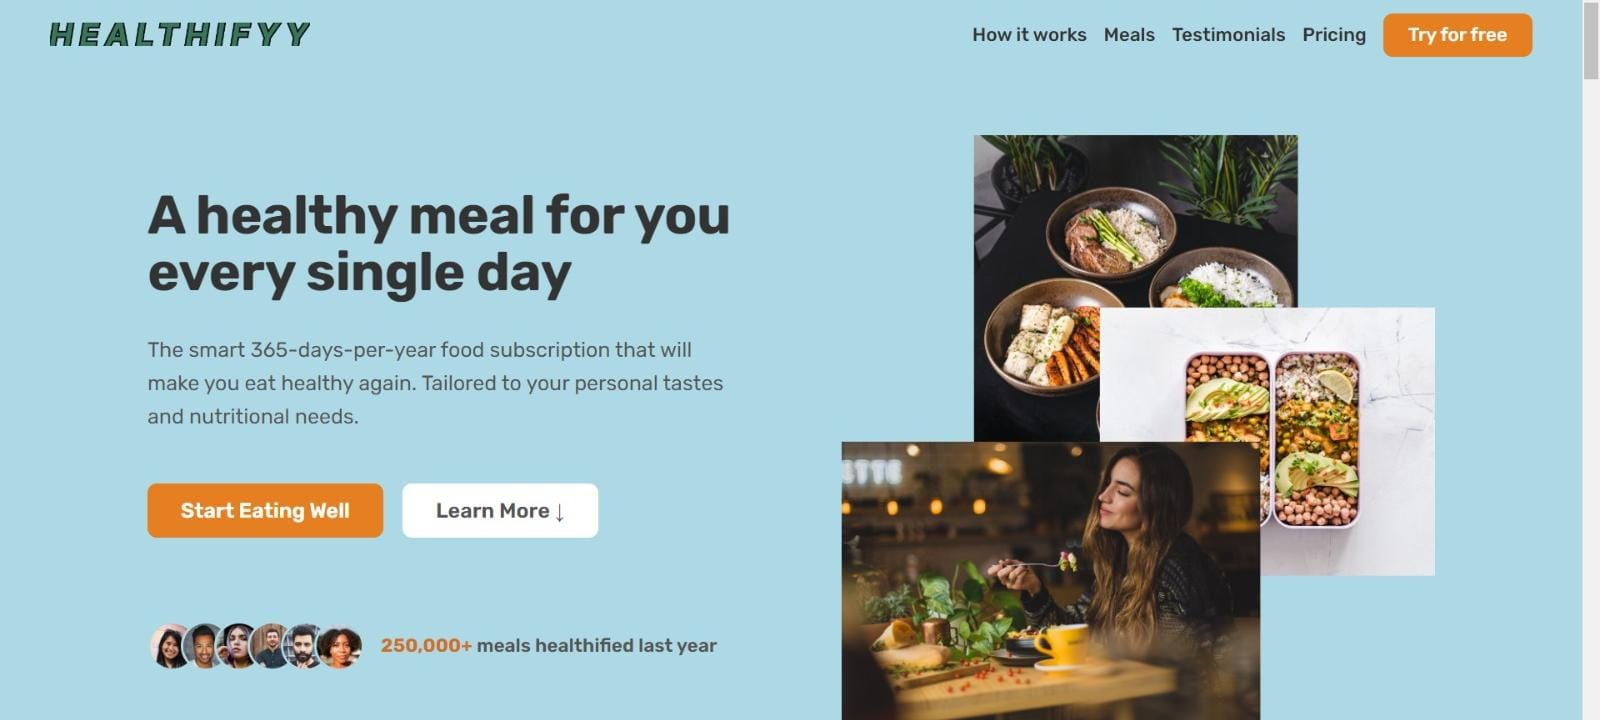 HEALTHIFYY
How it works
Meals
Testimonials
Pricing
Try for free
A healthy meal for you
every single day
The smart 365-days-per-year food subscription that will
make you eat healthy again. Tailored to your personal tastes
and nutritional needs.
Start Eating Well
Learn More ↓
250,000+ meals healthified last year